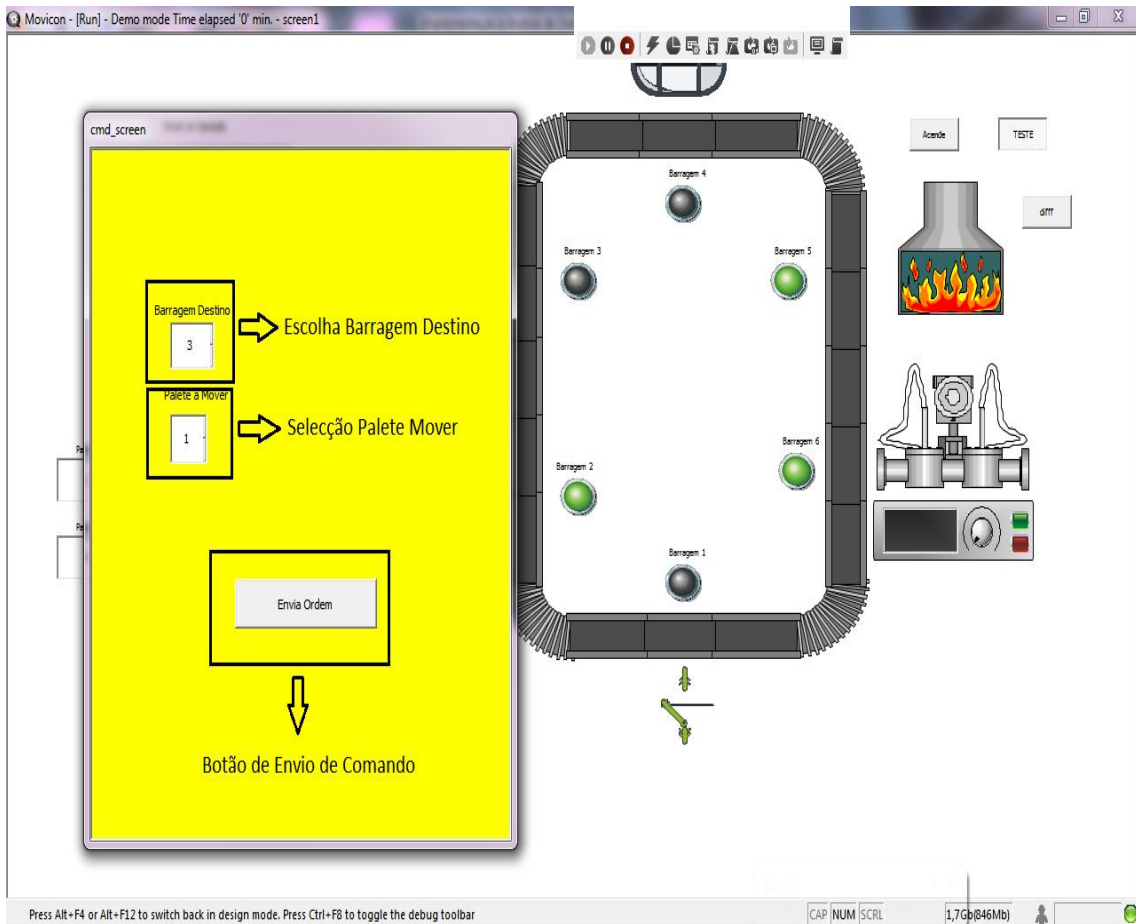 Movicon - [Run] - Demo mode Time elapsed '0' min. - screen1
cmd_screen
Barragem Destino
3
Escolha Barragem Destino
Palete a Mover
1
Selecção Palete Mover
Envia Ordem
Botão de Envio de Comando
Pa
Pa
Barragem 4
Barragem 3
Barragem 5
Barragem 2
Barragem 6
Barragem 1
Acende
TESTE
difff
Press Alt+F4 or Alt+F12 to switch back in design mode. Press Ctrl+F8 to toggle the debug toolbar
CAP NUM SCRL
1,7Gb(846Mb)